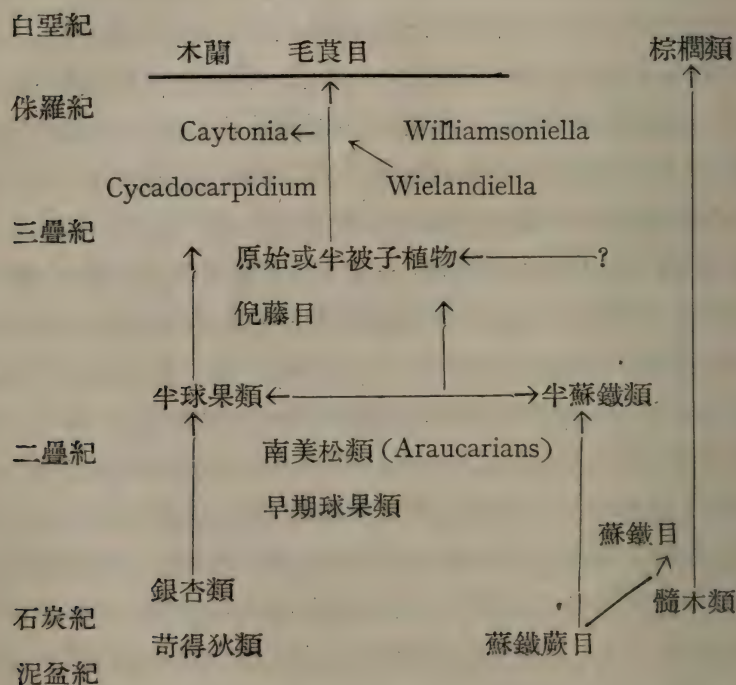 白堊紀
木蘭 毛茛目 棕櫚類
侏羅紀
Caytonia← Williamsoniella
Cycadocarpidium Wielandiella
三疊紀
原始或半被子植物← ?
倪藤目
半球果類← →半蘇鐵類
二疊紀 南美松類 (Araucarians)
早期球果類
蘇鐵目
銀杏類
石炭紀 髓木類
苛得狄類 蘇鐵蕨目
泥盆紀